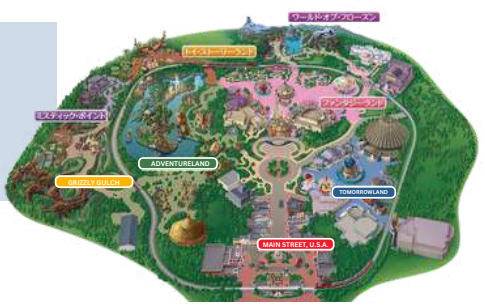 ワールド・オブ・フローズン
トイ・ストーリーランド
ファンタジーランド
ミスティック・ポイント
ADVENTURELAND
GRIZZLY GULCH
TOMORROWLAND
MAIN STREET, U.S.A.